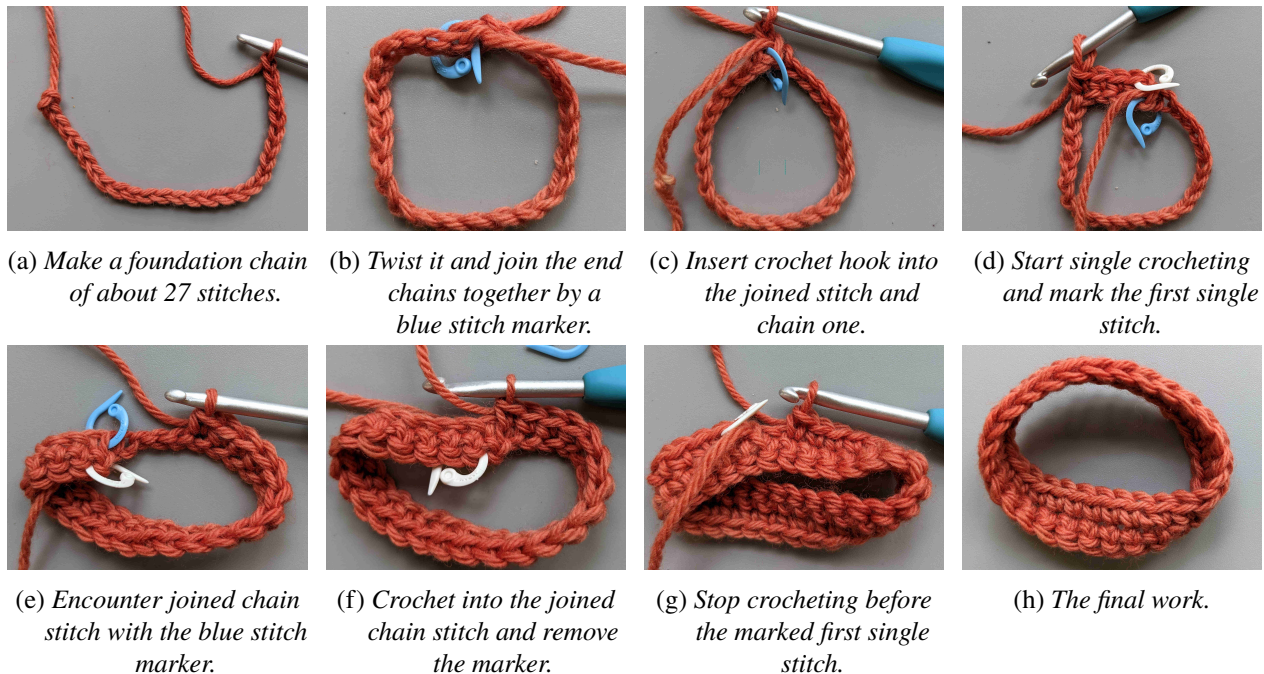 (a) Make a foundation chain
of about 27 stitches.
(b) Twist it and join the end
chains together by a
blue stitch marker.
(c) Insert crochet hook into
the joined stitch and
chain one.
(d) Start single crocheting
and mark the first single
stitch.
(e) Encounter joined chain
stitch with the blue stitch
marker.
(f) Crochet into the joined
chain stitch and remove
the marker.
(g) Stop crocheting before
the marked first single
stitch.
(h) The final work.